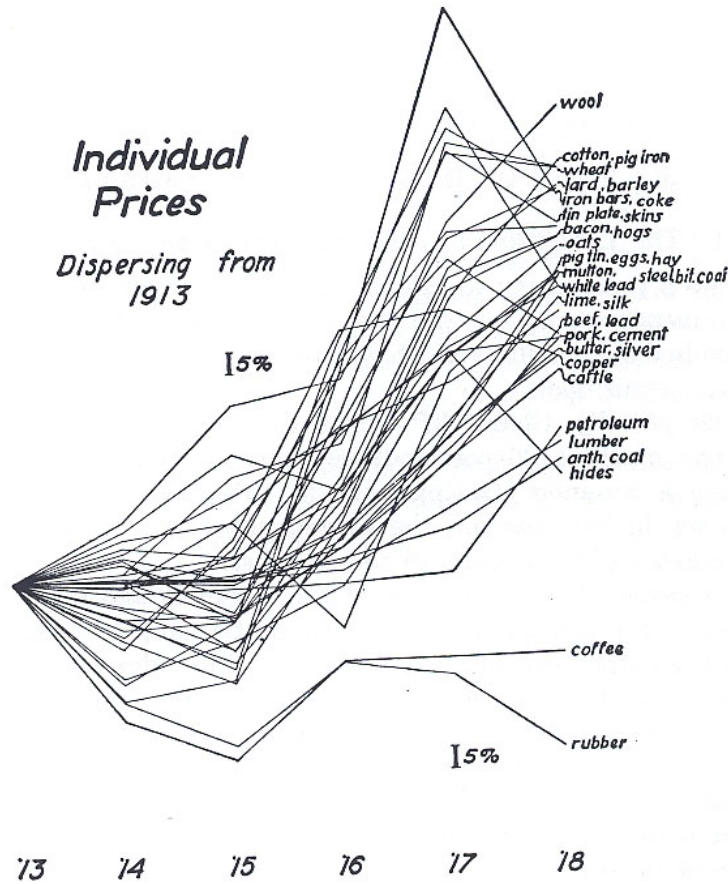 Individual
Prices
Dispersing from
1913
5%
wool
cotton, pig iron
wheat
lard, barley
iron bars, coke
tin plate, skins
bacon, hogs
oats
pig tin, eggs, hay
mutton, steel bil. coal
white lead
lime, silk
beef, lead
pork, cement
butter, silver
copper
cattle
petroleum
lumber
anth. coal
hides
coffee
rubber
5%
'13 '14 '15 '16 '17 '18